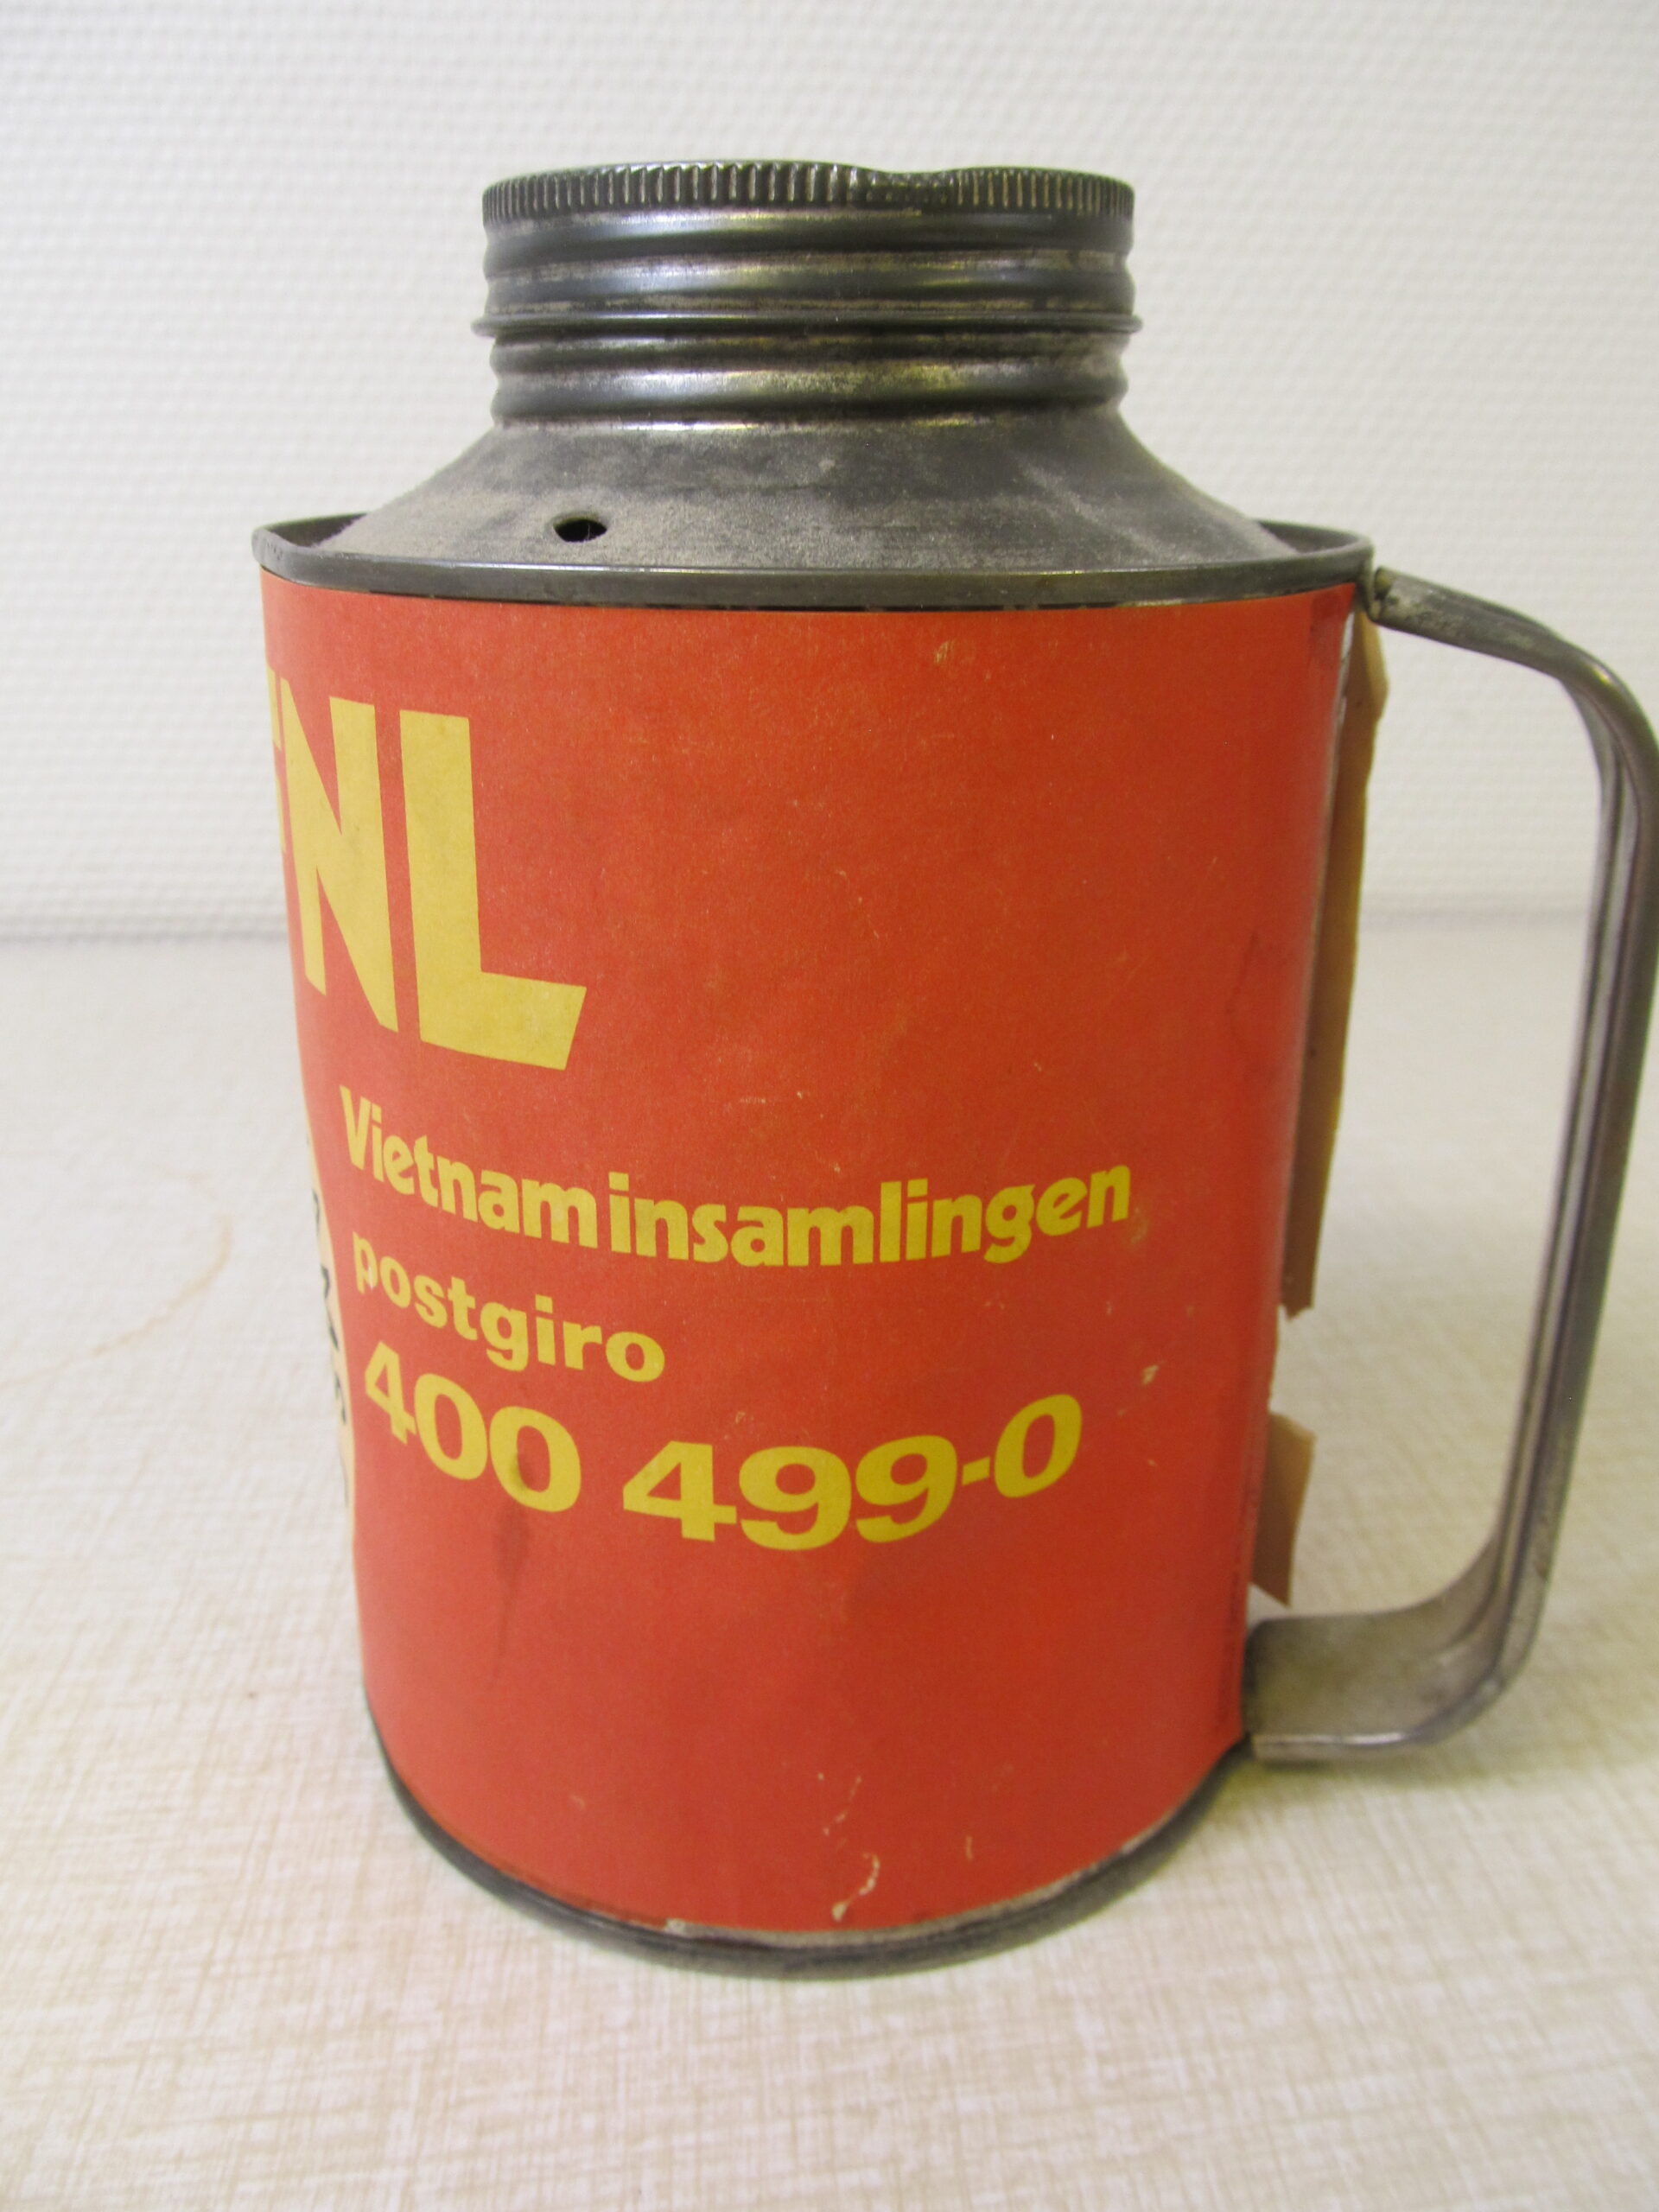 FNL
Vietnaminsamlingen
postgiro
400 499-0